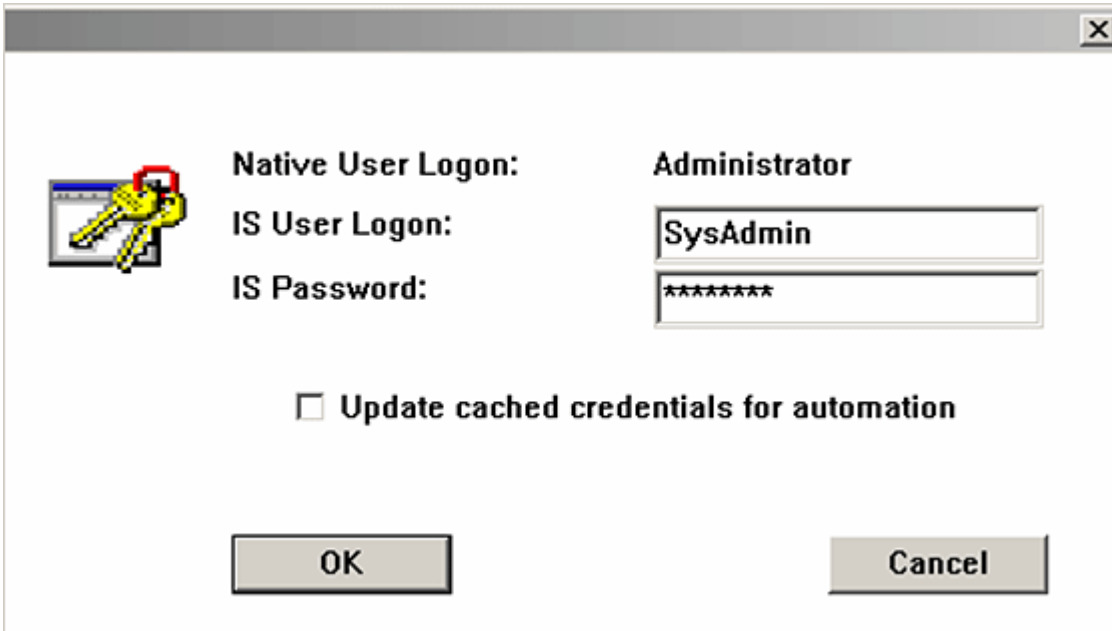 Native User Logon: Administrator
IS User Logon: SysAdmin
IS Password: ********
Update cached credentials for automation
OK Cancel